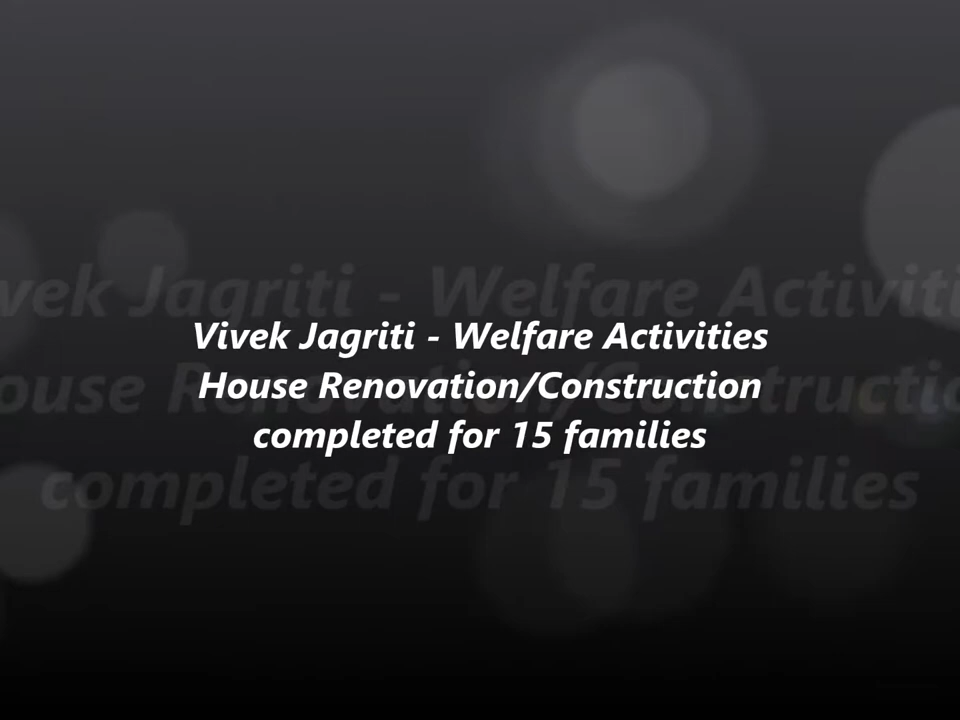 Vivek Jagriti - Welfare Activities
House Renovation/Construction
completed for 15 families